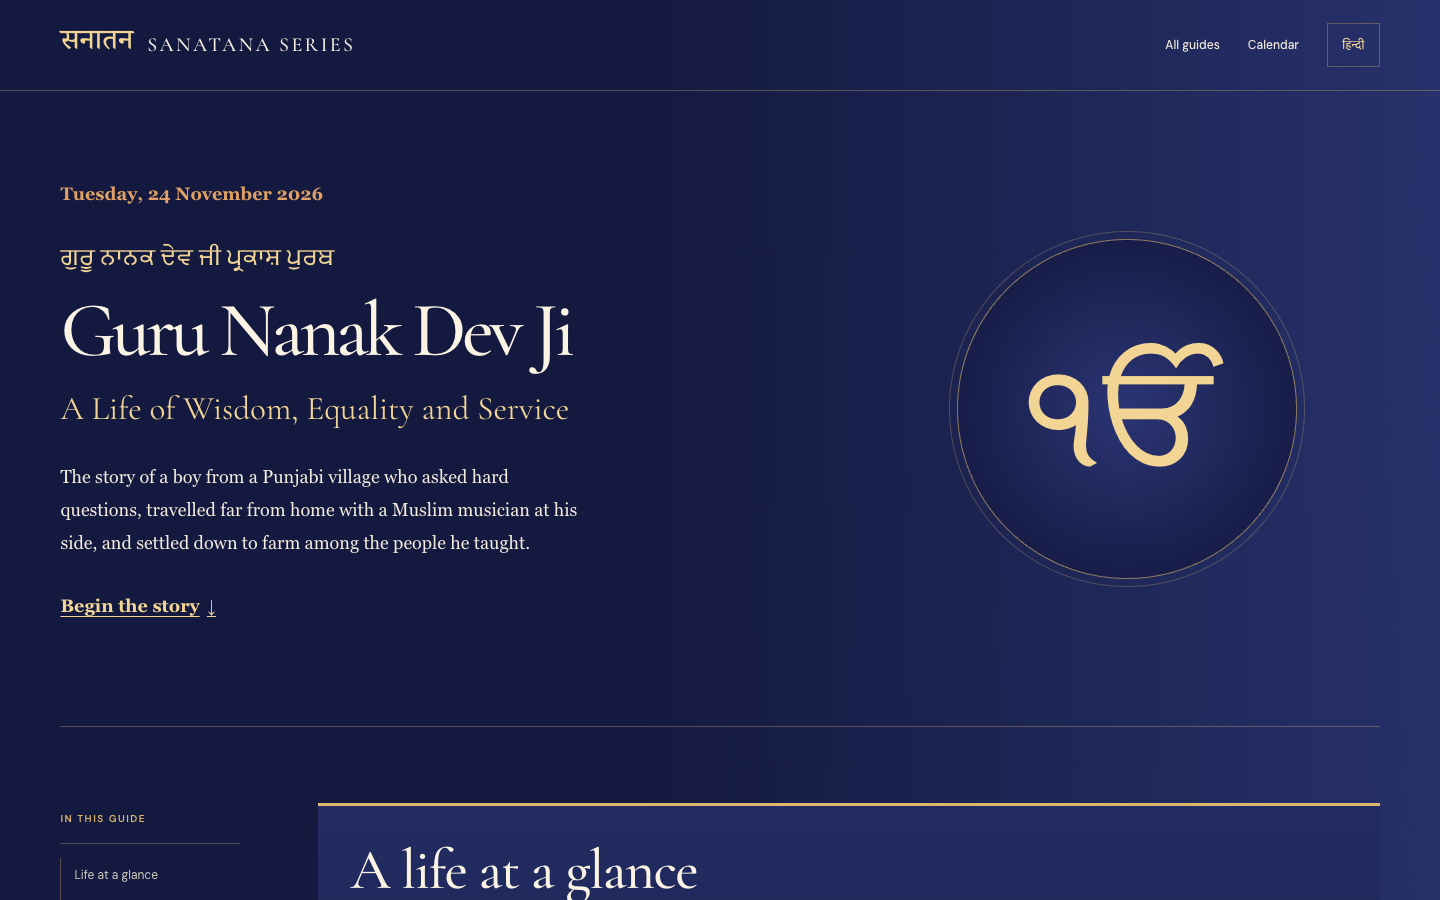 सनातन SANATANA SERIES
All guides
Calendar
हिन्दी
Tuesday, 24 November 2026
ਗੁਰੂ ਨਾਨਕ ਦੇਵ ਜੀ ਪ੍ਰਕਾਸ਼ ਪੁਰਬ
Guru Nanak Dev Ji
A Life of Wisdom, Equality and Service
The story of a boy from a Punjabi village who asked hard
questions, travelled far from home with a Muslim musician at his
side, and settled down to farm among the people he taught.
Begin the story ↓
ੴ
IN THIS GUIDE
Life at a glance
A life at a glance